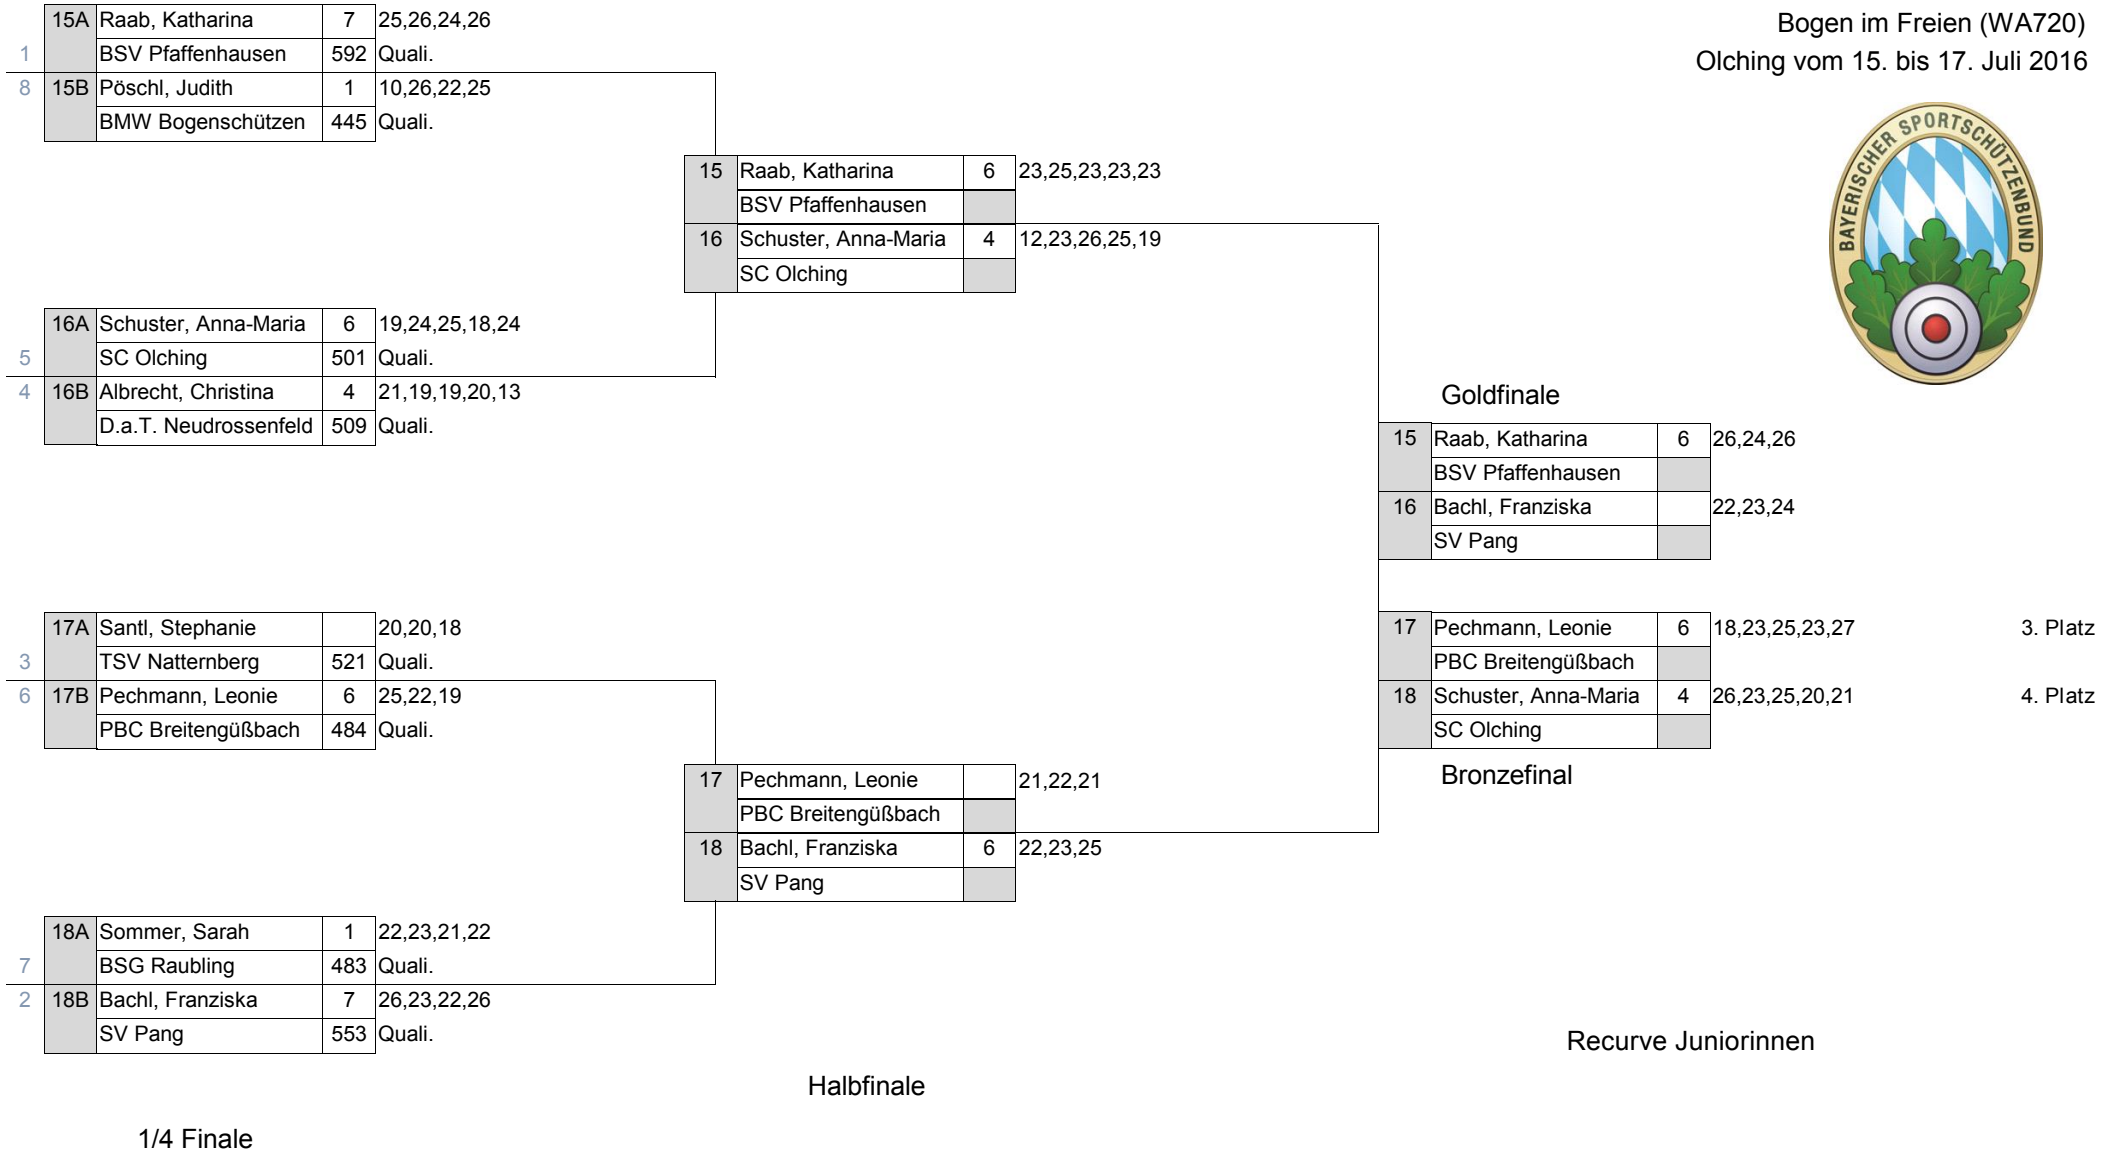 Bogen im Freien (WA720)
Olching vom 15. bis 17. Juli 2016
BAYERISCHER SPORTSCHÜTZENBUND
15A Raab, Katharina 7 25,26,24,26
1 BSV Pfaffenhausen 592 Quali.
8 15B Pöschl, Judith 1 10,26,22,25
BMW Bogenschützen 445 Quali.
15 Raab, Katharina 6 23,25,23,23,23
BSV Pfaffenhausen
16 Schuster, Anna-Maria 4 12,23,26,25,19
SC Olching
16A Schuster, Anna-Maria 6 19,24,25,18,24
5 SC Olching 501 Quali.
4 16B Albrecht, Christina 4 21,19,19,20,13
D.a.T. Neudrossenfeld 509 Quali.
Goldfinale
15 Raab, Katharina 6 26,24,26
BSV Pfaffenhausen
16 Bachl, Franziska 22,23,24
SV Pang
17A Santl, Stephanie 20,20,18
3 TSV Natternberg 521 Quali.
6 17B Pechmann, Leonie 6 25,22,19
PBC Breitengüßbach 484 Quali.
17 Pechmann, Leonie 6 18,23,25,23,27 3. Platz
PBC Breitengüßbach
18 Schuster, Anna-Maria 4 26,23,25,20,21 4. Platz
SC Olching
Bronzefinal
17 Pechmann, Leonie 21,22,21
PBC Breitengüßbach
18 Bachl, Franziska 6 22,23,25
SV Pang
18A Sommer, Sarah 1 22,23,21,22
7 BSG Raubling 483 Quali.
2 18B Bachl, Franziska 7 26,23,22,26
SV Pang 553 Quali.
Recurve Juniorinnen
Halbfinale
1/4 Finale